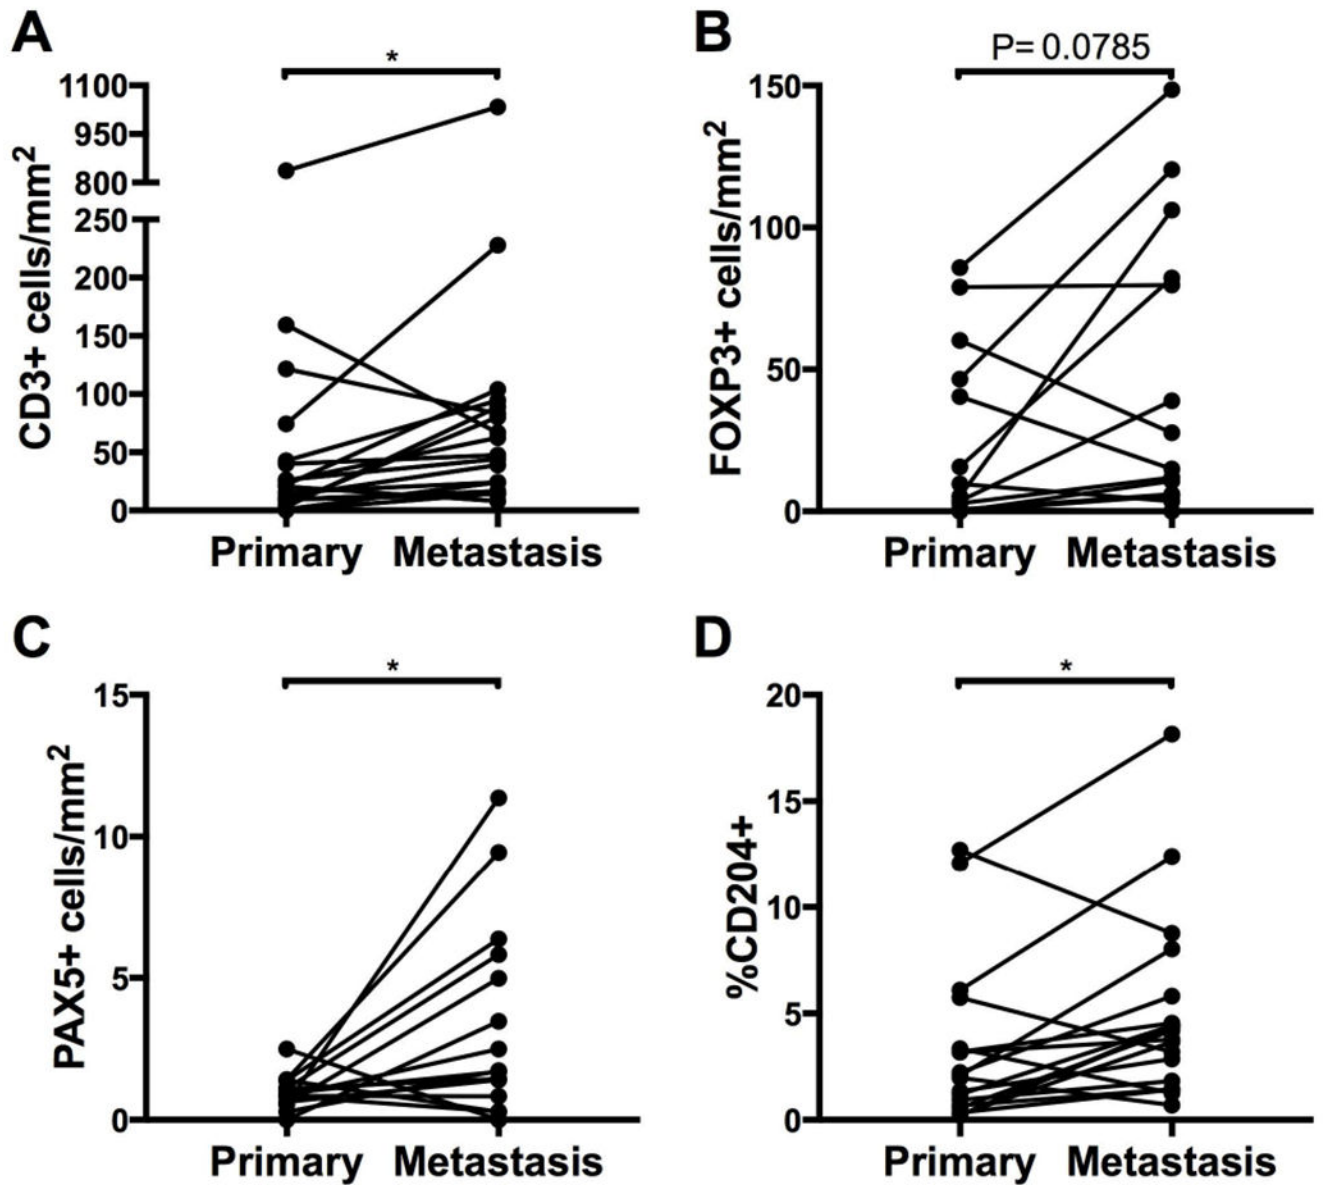 A
*
1100
950
800
250
200
150
100
50
0
CD3+ cells/mm²
Primary Metastasis
B
P= 0.0785
150
100
50
0
FOXP3+ cells/mm²
Primary Metastasis
C
*
15
10
5
0
PAX5+ cells/mm²
Primary Metastasis
D
*
20
15
10
5
0
%CD204+
Primary Metastasis